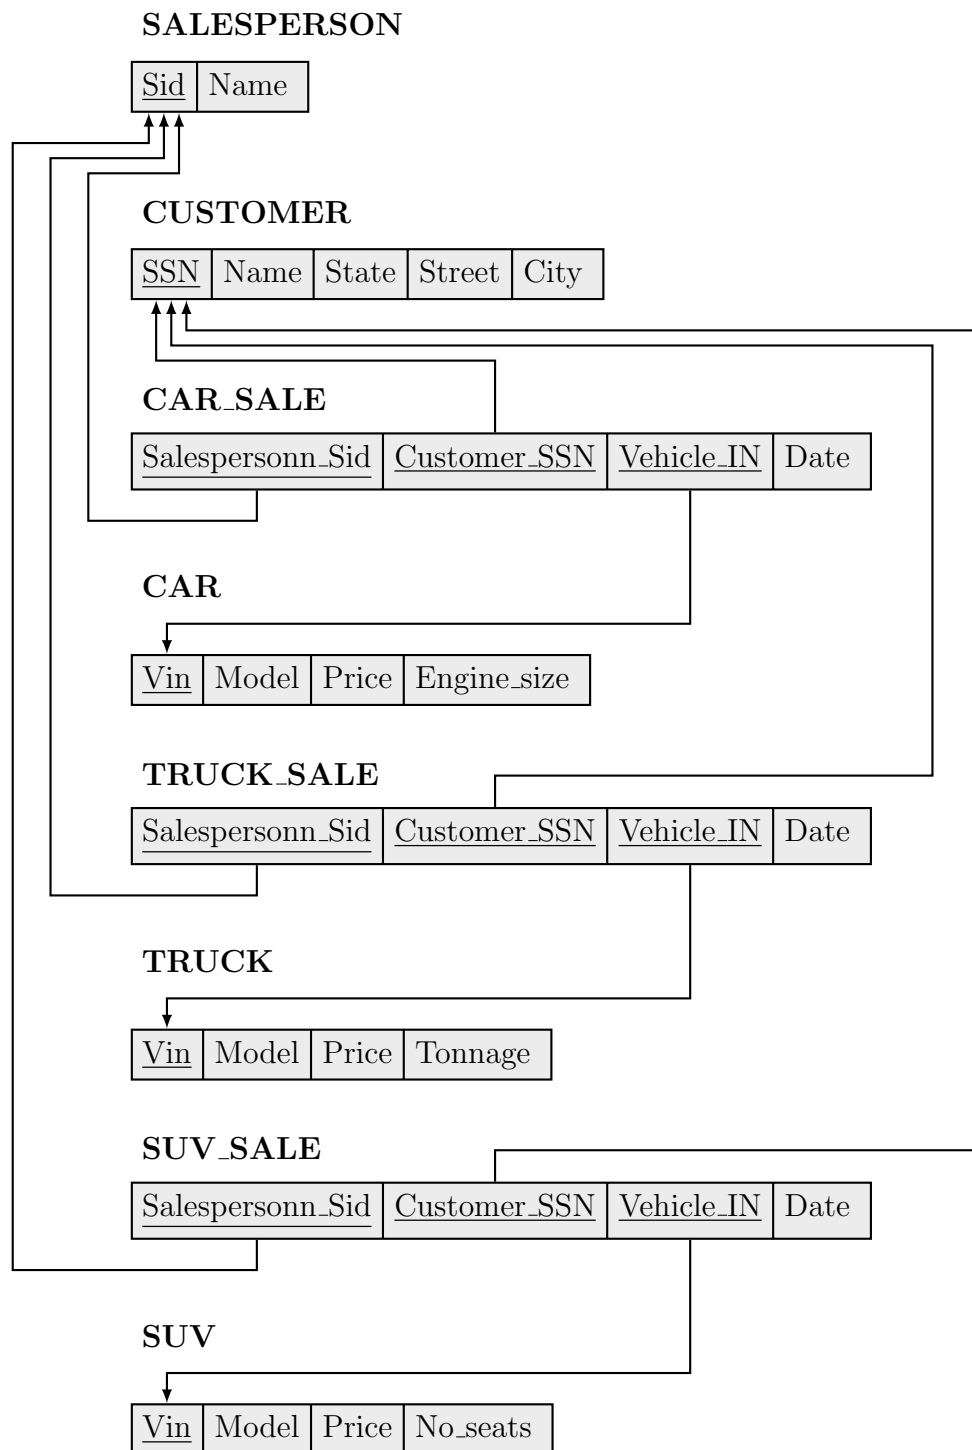 SALESPERSON
Sid Name
CUSTOMER
SSN Name State Street City
CAR_SALE
Salespersonn_Sid Customer_SSN Vehicle_IN Date
CAR
Vin Model Price Engine_size
TRUCK_SALE
Salespersonn_Sid Customer_SSN Vehicle_IN Date
TRUCK
Vin Model Price Tonnage
SUV_SALE
Salespersonn_Sid Customer_SSN Vehicle_IN Date
SUV
Vin Model Price No_seats